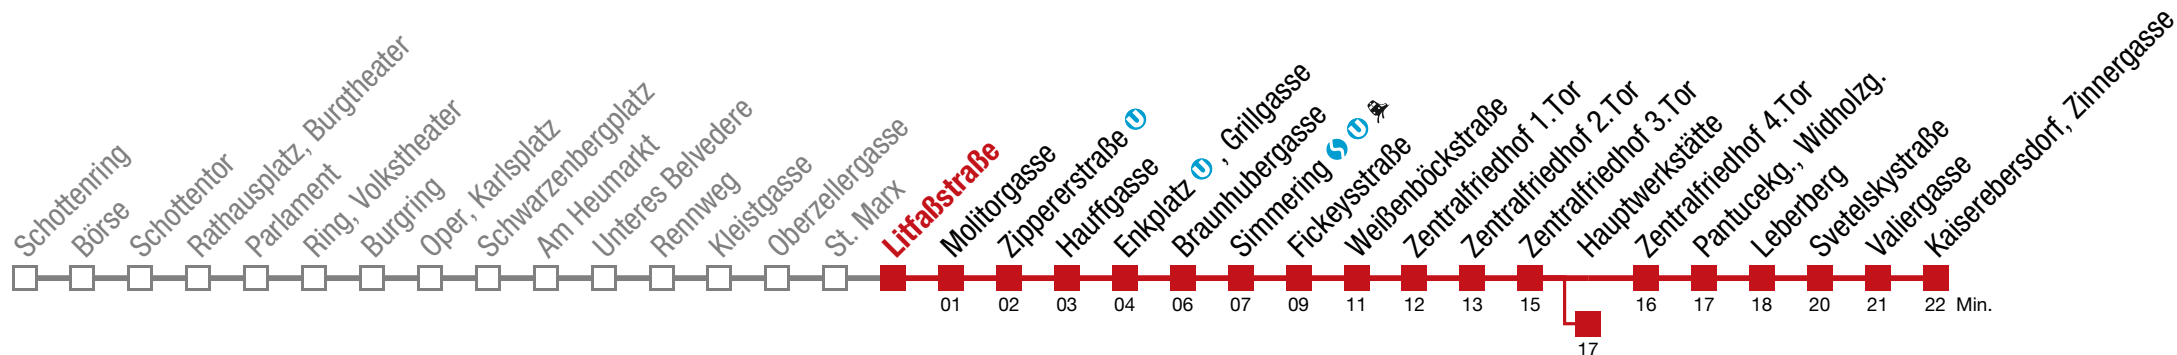 Schottenring
Börse
Schottentor
Rathausplatz, Burgtheater
Parlament
Ring, Volkstheater
Burgring
Oper, Karlsplatz
Schwarzenbergplatz
Am Heumarkt
Unteres Belvedere
Rennweg
Kleistgasse
Oberzellergasse
St. Marx
Litfaßstraße
Molitorgasse
Zippererstraße U
Hauffgasse
Enkplatz U , Grillgasse
Braunhubergasse
Simmering S U
Fickeysstraße
Weißenböckstraße
Zentralfriedhof 1.Tor
Zentralfriedhof 2.Tor
Zentralfriedhof 3.Tor
Hauptwerkstätte
Zentralfriedhof 4.Tor
Pantucekg., Widholzg.
Leberberg
Svetelskystraße
Valiergasse
Kaiserebersdorf, Zinnergasse
01 02 03 04 06 07 09 11 12 13 15 16 17 18 20 21 22 Min.
17